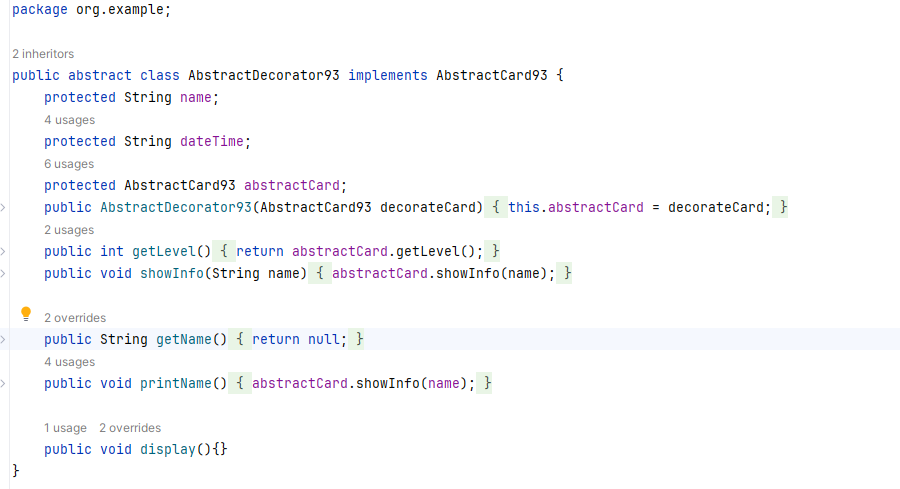 package org.example;
2 inheritors
public abstract class AbstractDecorator93 implements AbstractCard93 {
protected String name;
4 usages
protected String dateTime;
6 usages
protected AbstractCard93 abstractCard;
public AbstractDecorator93(AbstractCard93 decorateCard) { this.abstractCard = decorateCard; }
2 usages
public int getLevel() { return abstractCard.getLevel(); }
public void showInfo(String name) { abstractCard.showInfo(name); }
2 overrides
public String getName() { return null; }
4 usages
public void printName() { abstractCard.showInfo(name); }
1 usage 2 overrides
public void display(){}
}